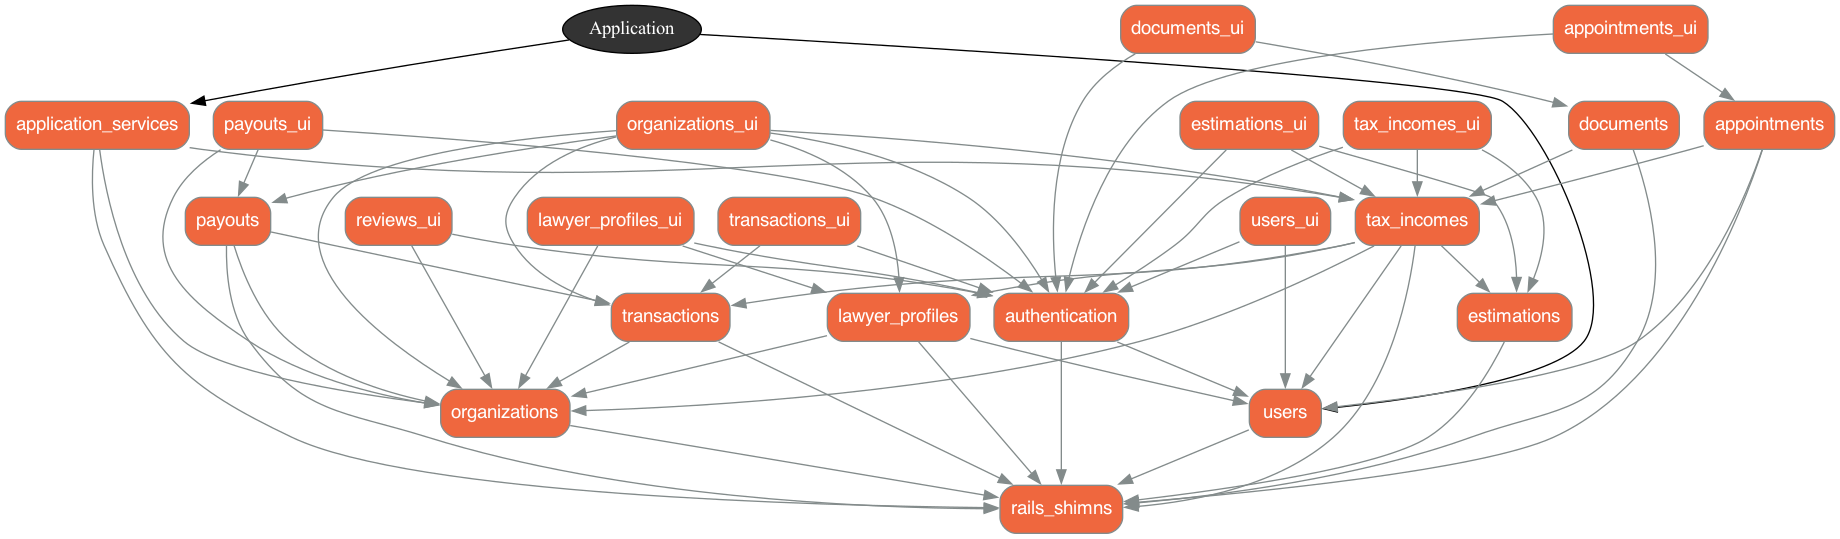 Application
documents_ui
appointments_ui
application_services
payouts_ui
organizations_ui
estimations_ui
tax_incomes_ui
documents
appointments
payouts
reviews_ui
lawyer_profiles_ui
transactions_ui
users_ui
tax_incomes
transactions
lawyer_profiles
authentication
estimations
organizations
users
rails_shimns